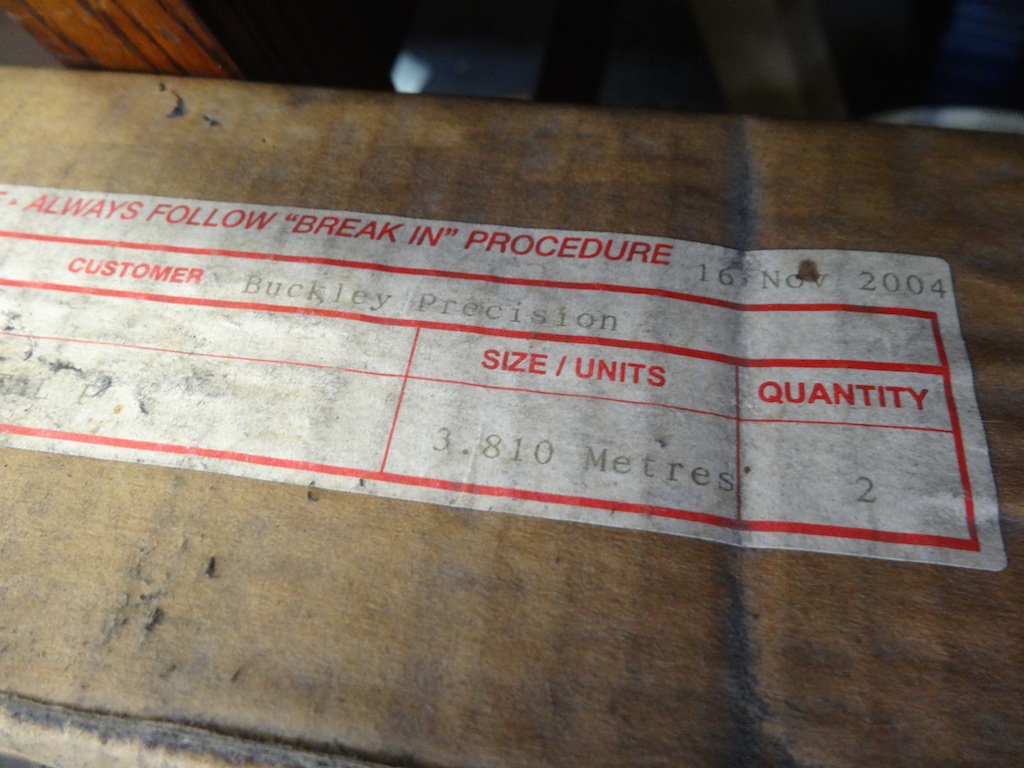 - ALWAYS FOLLOW “BREAK IN” PROCEDURE
16 Nov 2004
CUSTOMER Buckley Precision
SIZE / UNITS QUANTITY
3.810 Metres 2